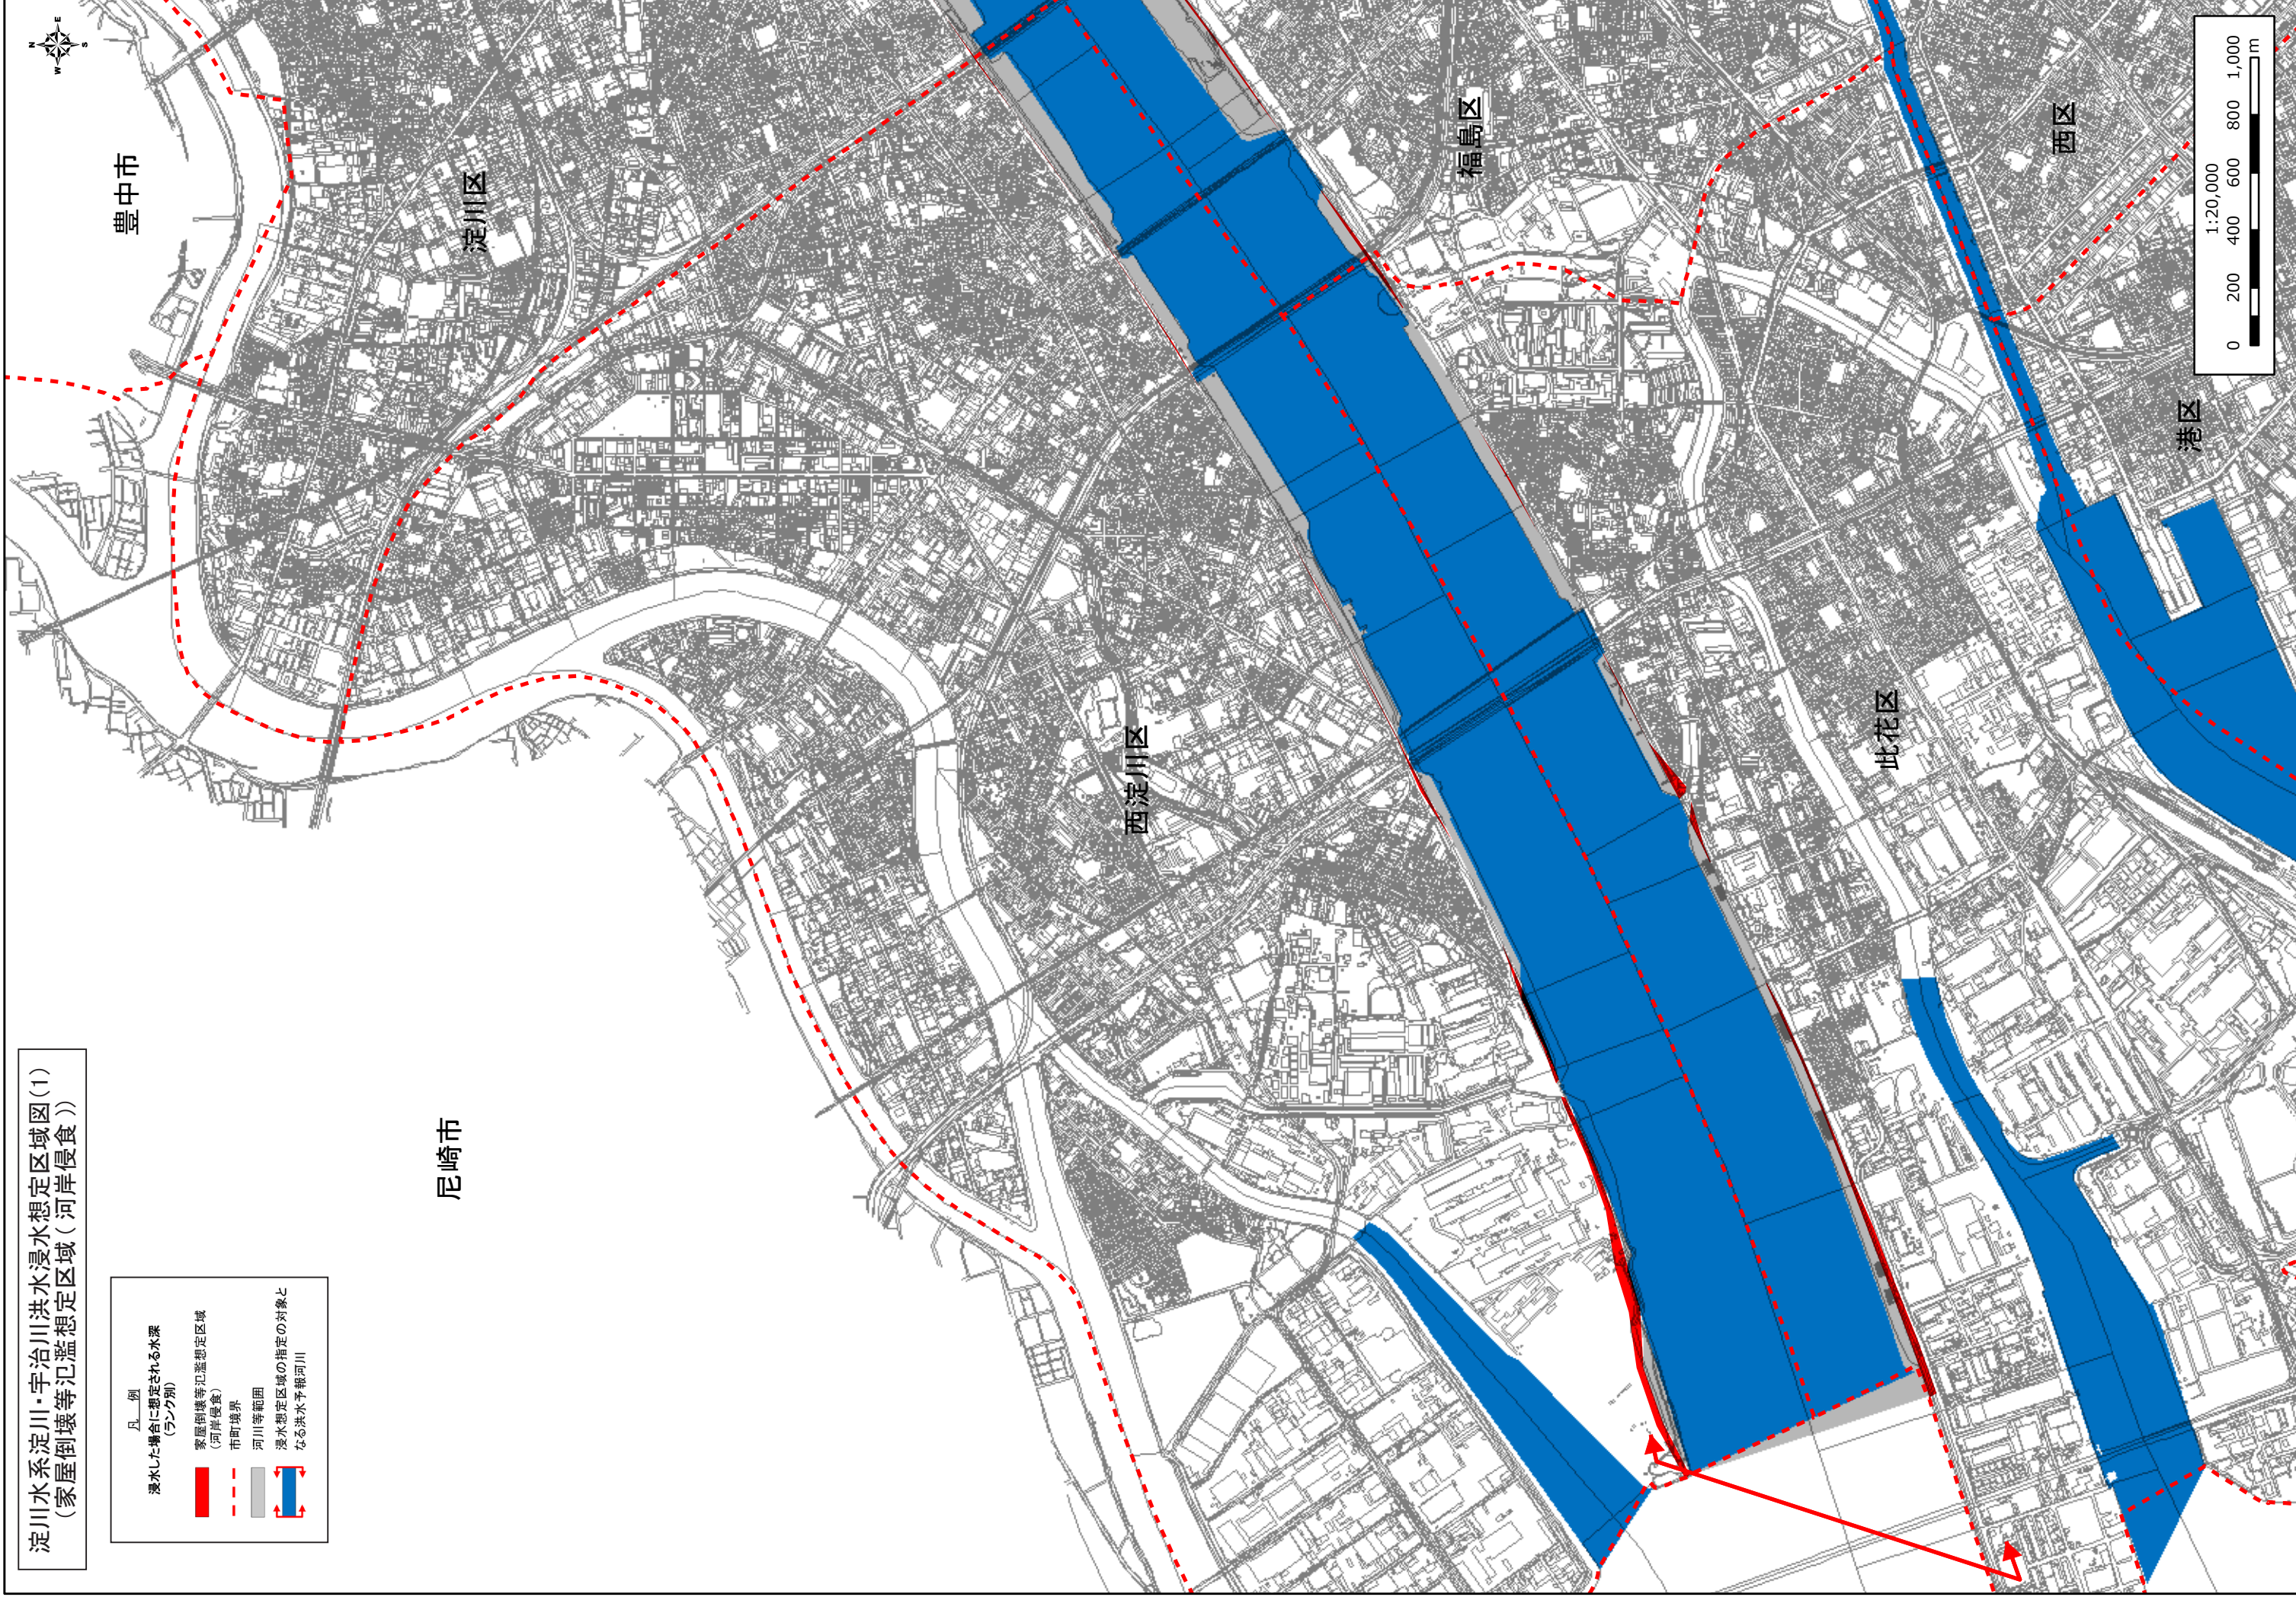 淀川水系淀川・宇治川洪水浸水想定区域図(1)
(家屋倒壊等氾濫想定区域(河岸侵食))
凡 例
浸水した場合に想定される水深
(ランク別)
家屋倒壊等氾濫想定区域
(河岸侵食)
市町境界
河川等範囲
浸水想定区域の指定の対象と
なる洪水予報河川
N
W
E
S
豊中市
淀川区
尼崎市
西淀川区
福島区
此花区
西区
港区
1:20,000
0 200 400 600 800 1,000
m